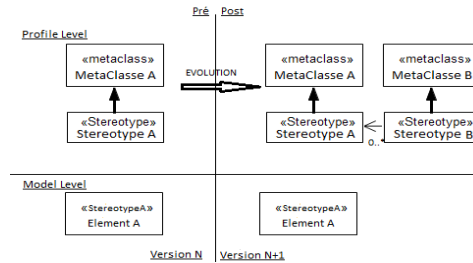 Pré Post
Profile Level
«metaclass» «metaclass» «metaclass»
MetaClasse A EVOLUTION MetaClasse A MetaClasse B
«Stereotype» «Stereotype» «Stereotype»
Stereotype A Stereotype A Stereotype B
0..*
Model Level
«StereotypeA» «StereotypeA»
Element A Element A
Version N Version N+1